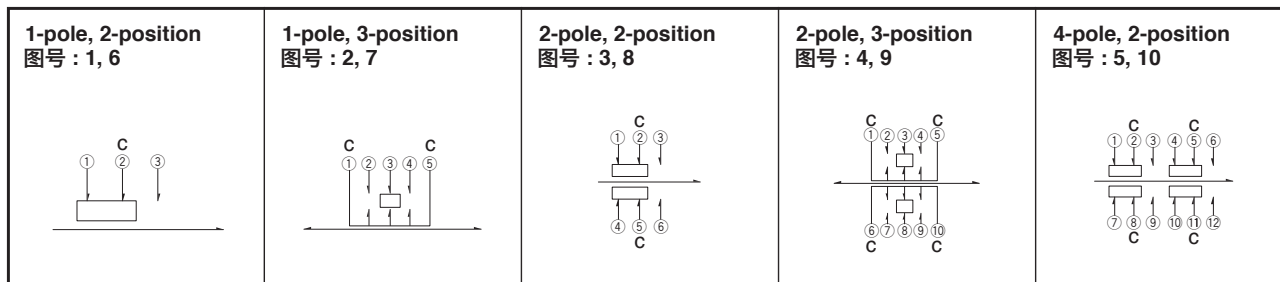 1-pole, 2-position
图号 : 1, 6
C
① ② ③
1-pole, 3-position
图号 : 2, 7
C C
① ② ③ ④ ⑤
2-pole, 2-position
图号 : 3, 8
C
① ② ③
④ ⑤ ⑥
C
2-pole, 3-position
图号 : 4, 9
C C
① ② ③ ④ ⑤
⑥ ⑦ ⑧ ⑨ ⑩
C C
4-pole, 2-position
图号 : 5, 10
C C
① ② ③ ④ ⑤ ⑥
⑦ ⑧ ⑨ ⑩ ⑪ ⑫
C C